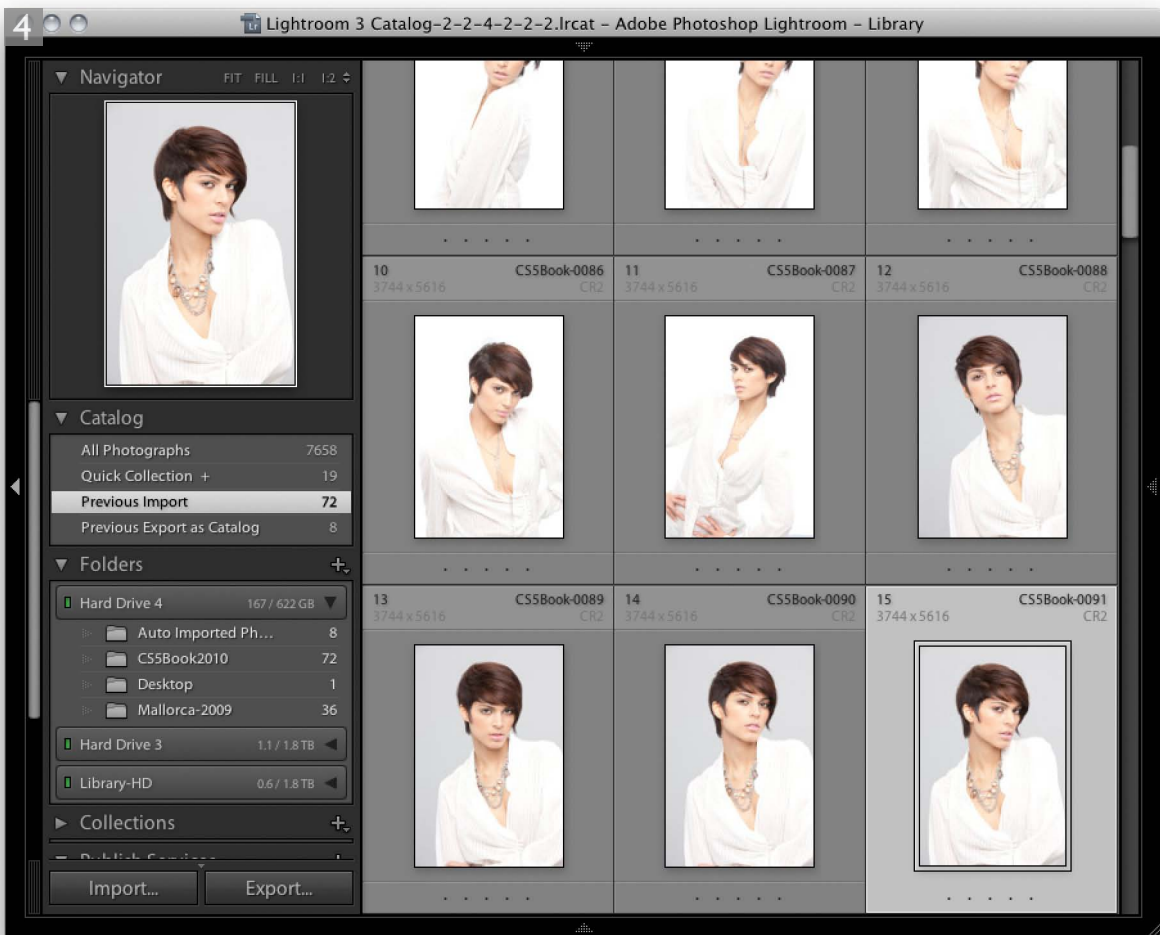 4
Lightroom 3 Catalog-2-2-4-2-2-2.lrcat – Adobe Photoshop Lightroom – Library
Navigator FIT FILL 1:1 1:2
Catalog
All Photographs 7658
Quick Collection + 19
Previous Import 72
Previous Export as Catalog 8
Folders
Hard Drive 4 167 / 622 GB
Auto Imported Ph... 8
CS5Book2010 72
Desktop 1
Mallorca-2009 36
Hard Drive 3 1.1 / 1.8 TB
Library-HD 0.6 / 1.8 TB
Collections
Publish Services
Import... Export...
10 CS5Book-0086
3744 x 5616 CR2
11 CS5Book-0087
3744 x 5616 CR2
12 CS5Book-0088
3744 x 5616 CR2
13 CS5Book-0089
3744 x 5616 CR2
14 CS5Book-0090
3744 x 5616 CR2
15 CS5Book-0091
3744 x 5616 CR2